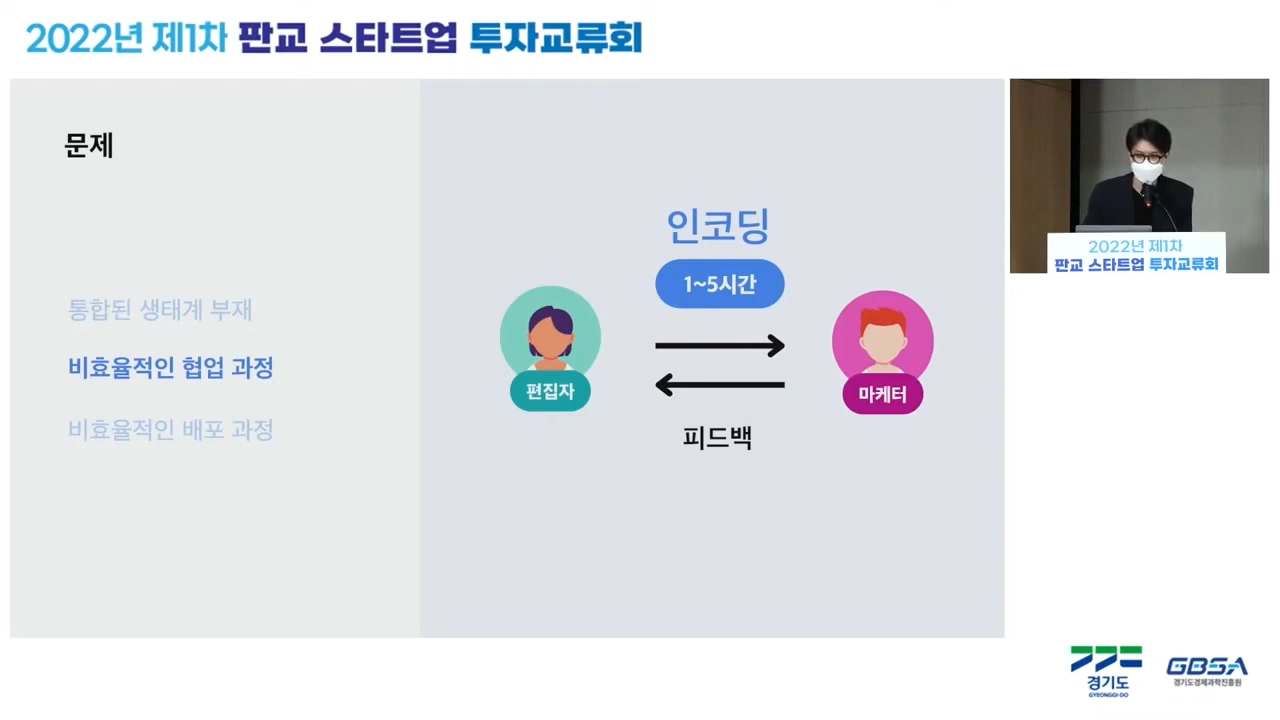 2022년 제1차 판교 스타트업 투자교류회
문제
통합된 생태계 부재
비효율적인 협업 과정
비효율적인 배포 과정
인코딩
1~5시간
편집자
마케터
피드백
2022년 제1차
판교 스타트업 투자교류회
경기도
GYEONGGI-DO
GBSA
경기도경제과학진흥원